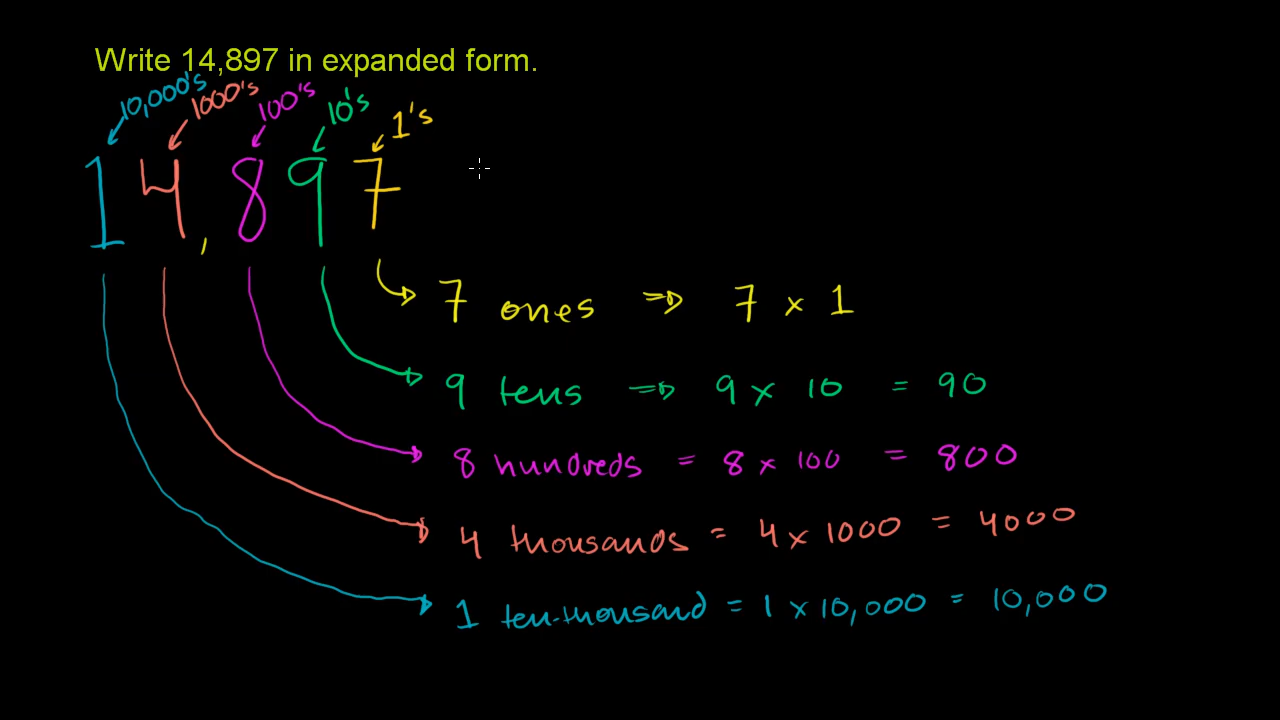 Write 14,897 in expanded form.
10,000's 1000's 100's 10's 1's
14,897
7 ones ⇒ 7 x 1
9 tens ⇒ 9 x 10 = 90
8 hundreds = 8 x 100 = 800
4 thousands = 4 x 1000 = 4000
1 ten-thousand = 1 x 10,000 = 10,000